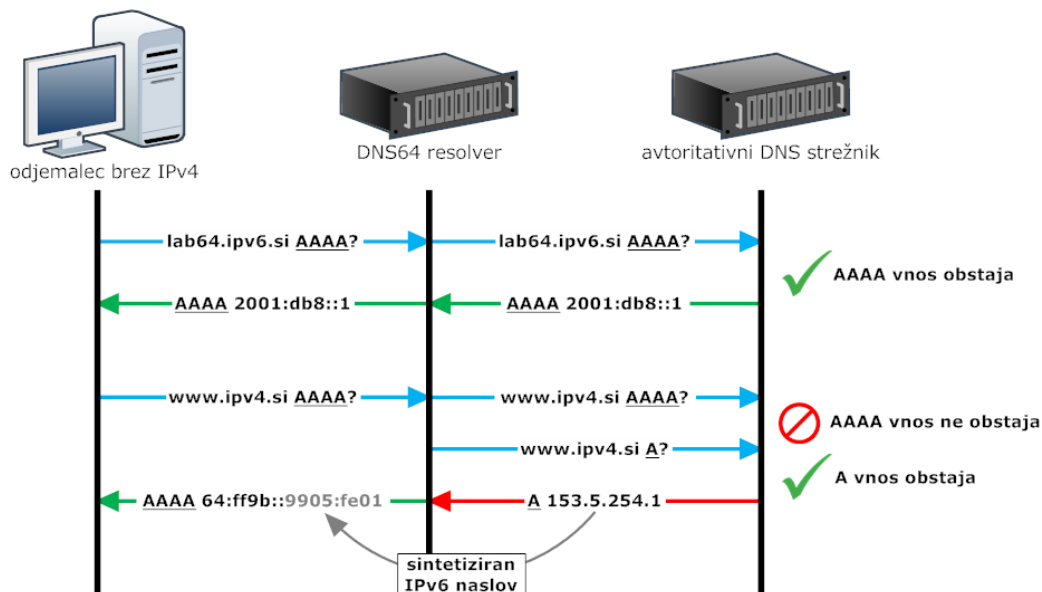 odjemalec brez IPv4
DNS64 resolver
avtoritativni DNS strežnik
lab64.ipv6.si AAAA?
lab64.ipv6.si AAAA?
AAAA vnos obstaja
AAAA 2001:db8::1
AAAA 2001:db8::1
www.ipv4.si AAAA?
www.ipv4.si AAAA?
AAAA vnos ne obstaja
www.ipv4.si A?
A vnos obstaja
AAAA 64:ff9b::9905:fe01
A 153.5.254.1
sintetiziran
IPv6 naslov